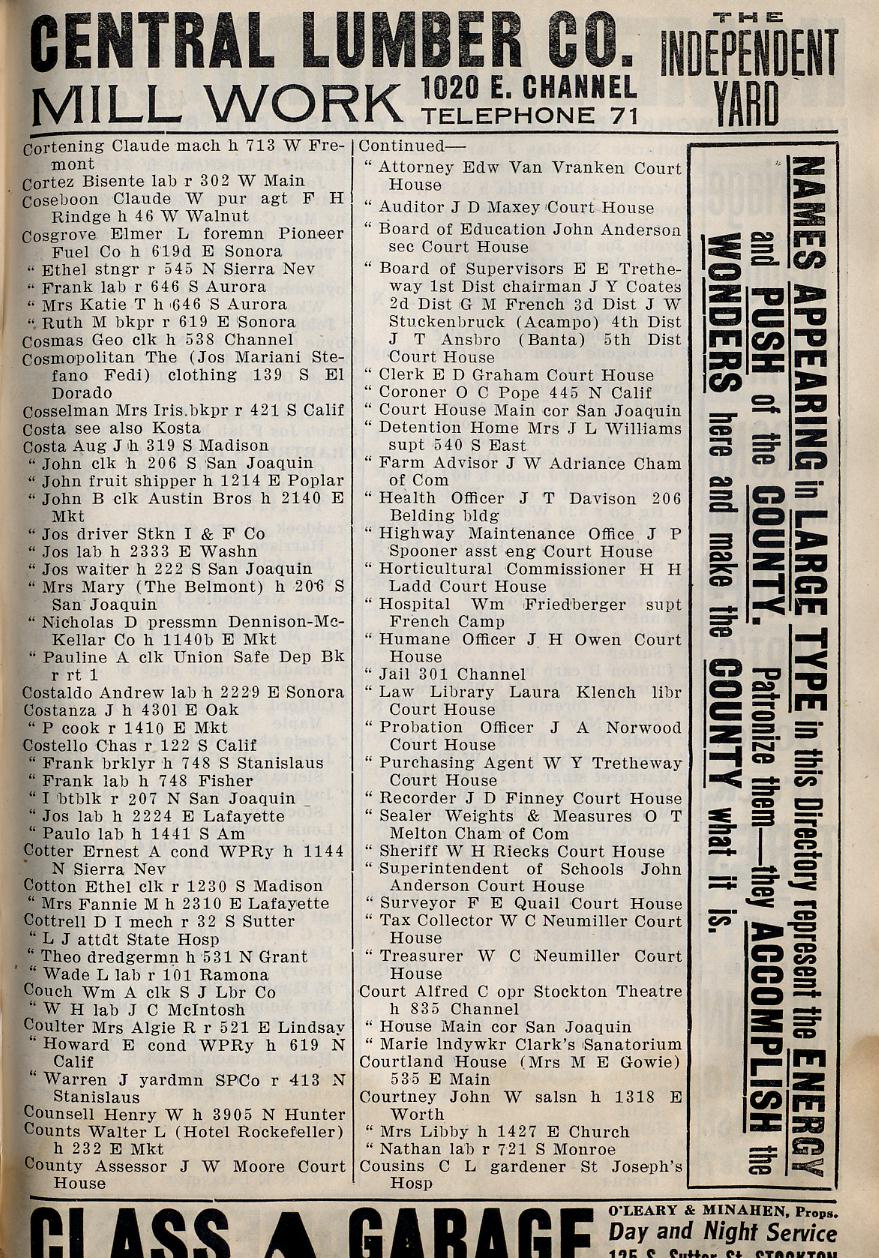 CENTRAL LUMBER CO.
MILL WORK
1020 E. CHANNEL
TELEPHONE 71
THE
INDEPENDENT
YARD
Cortening Claude mach h 713 W Fre-
mont
Cortez Bisente lab r 302 W Main
Coseboon Claude W pur agt F H
Rindge h 46 W Walnut
Cosgrove Elmer L foremn Pioneer
Fuel Co h 619d E Sonora
“ Ethel stngr r 545 N Sierra Nev
“ Frank lab r 646 S Aurora
“ Mrs Katie T h 646 S Aurora
“ Ruth M bkpr r 619 E Sonora
Cosmas Geo clk h 538 Channel
Cosmopolitan The (Jos Mariani Ste-
fano Fedi) clothing 139 S El
Dorado
Cosselman Mrs Iris bkpr r 421 S Calif
Costa see also Kosta
Costa Aug J h 319 S Madison
“ John clk h 206 S San Joaquin
“ John fruit shipper h 1214 E Poplar
“ John B clk Austin Bros h 2140 E
Mkt
“ Jos driver Stkn I & F Co
“ Jos lab h 2333 E Washn
“ Jos waiter h 222 S San Joaquin
“ Mrs Mary (The Belmont) h 206 S
San Joaquin
“ Nicholas D pressmn Dennison-Mc-
Kellar Co h 1140b E Mkt
“ Pauline A clk Union Safe Dep Bk
r rt 1
Costaldo Andrew lab h 2229 E Sonora
Costanza J h 4301 E Oak
“ P cook r 1410 E Mkt
Costello Chas r 122 S Calif
“ Frank brklyr h 748 S Stanislaus
“ Frank lab h 748 Fisher
“ I btblk r 207 N San Joaquin
“ Jos lab h 2224 E Lafayette
“ Paulo lab h 1441 S Am
Cotter Ernest A cond WPRy h 1144
N Sierra Nev
Cotton Ethel clk r 1230 S Madison
“ Mrs Fannie M h 2310 E Lafayette
Cottrell D I mech r 32 S Sutter
“ L J attdt State Hosp
“ Theo dredgermn h 531 N Grant
“ Wade L lab r 101 Ramona
Couch Wm A clk S J Lbr Co
“ W H lab J C McIntosh
Coulter Mrs Algie R r 521 E Lindsay
“ Howard E cond WPRy h 619 N
Calif
“ Warren J yardmn SPCo r 413 N
Stanislaus
Counsell Henry W h 3905 N Hunter
Counts Walter L (Hotel Rockefeller)
h 232 E Mkt
County Assessor J W Moore Court
House
Continued—
“ Attorney Edw Van Vranken Court
House
“ Auditor J D Maxey Court House
“ Board of Education John Anderson
sec Court House
“ Board of Supervisors E E Trethe-
way 1st Dist chairman J Y Coates
2d Dist G M French 3d Dist J W
Stuckenbruck (Acampo) 4th Dist
J T Ansbro (Banta) 5th Dist
Court House
“ Clerk E D Graham Court House
“ Coroner O C Pope 445 N Calif
“ Court House Main cor San Joaquin
“ Detention Home Mrs J L Williams
supt 540 S East
“ Farm Advisor J W Adriance Cham
of Com
“ Health Officer J T Davison 206
Belding bldg
“ Highway Maintenance Office J P
Spooner asst eng Court House
“ Horticultural Commissioner H H
Ladd Court House
“ Hospital Wm Friedberger supt
French Camp
“ Humane Officer J H Owen Court
House
“ Jail 301 Channel
“ Law Library Laura Klench libr
Court House
“ Probation Officer J A Norwood
Court House
“ Purchasing Agent W Y Tretheway
Court House
“ Recorder J D Finney Court House
“ Sealer Weights & Measures O T
Melton Cham of Com
“ Sheriff W H Riecks Court House
“ Superintendent of Schools John
Anderson Court House
“ Surveyor F E Quail Court House
“ Tax Collector W C Neumiller Court
House
“ Treasurer W C Neumiller Court
House
Court Alfred C opr Stockton Theatre
h 835 Channel
“ House Main cor San Joaquin
“ Marie lndywkr Clark's Sanatorium
Courtland House (Mrs M E Gowie)
535 E Main
Courtney John W salsn h 1318 E
Worth
“ Mrs Libby h 1427 E Church
“ Nathan lab r 721 S Monroe
Cousins C L gardener St Joseph's
Hosp
NAMES APPEARING in LARGE TYPE in this Directory represent the ENERGY
and PUSH of the COUNTY. Patronize them—they ACCOMPLISH the
WONDERS here and make the COUNTY what it is.
CLASS A GARAGE
O'LEARY & MINAHEN, Props.
Day and Night Service
125 S. Sutter St. STOCKTON